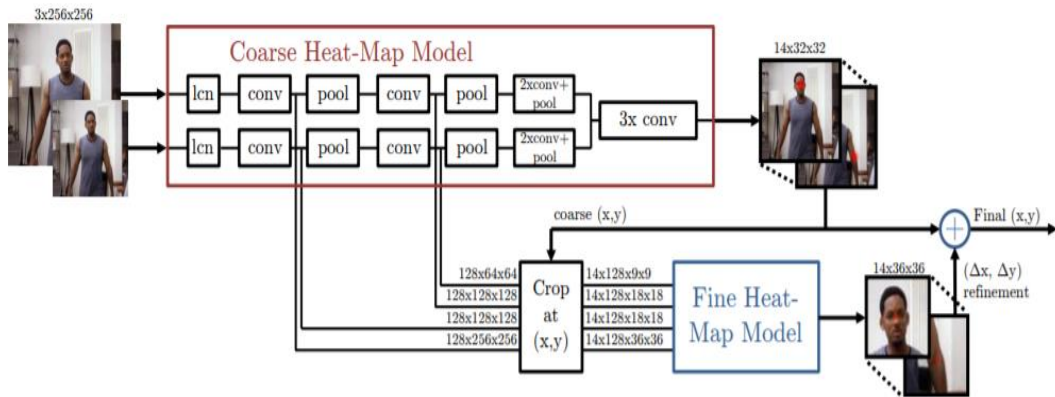 3x256x256
Coarse Heat-Map Model
lcn
conv
pool
conv
pool
2xconv+
pool
lcn
conv
pool
conv
pool
2xconv+
pool
3x conv
14x32x32
coarse (x,y)
Final (x,y)
128x64x64
128x128x128
128x128x128
128x256x256
Crop
at
(x,y)
14x128x9x9
14x128x18x18
14x128x18x18
14x128x36x36
Fine Heat-
Map Model
14x36x36
(Δx, Δy)
refinement
+